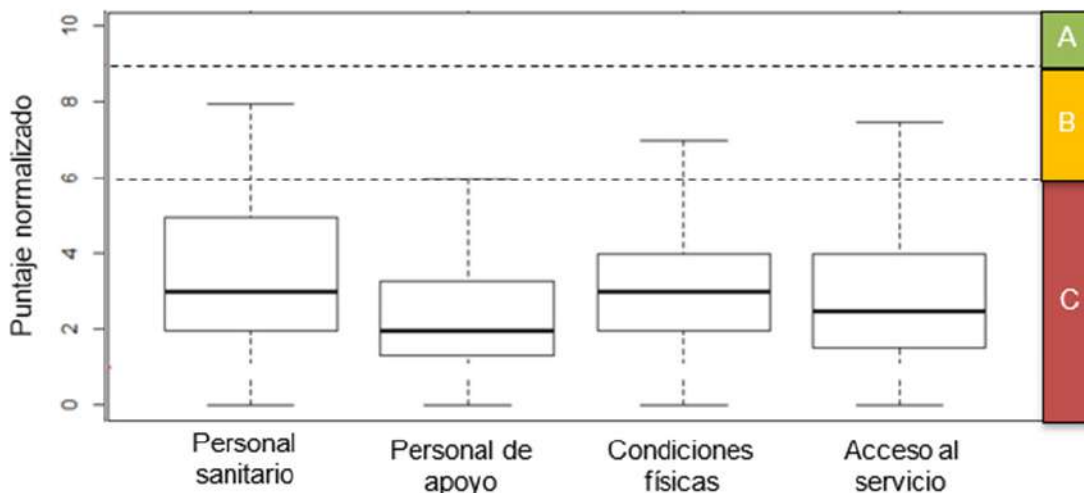 Puntaje normalizado
10
8
6
4
2
0
A
B
C
Personal
sanitario
Personal de
apoyo
Condiciones
físicas
Acceso al
servicio